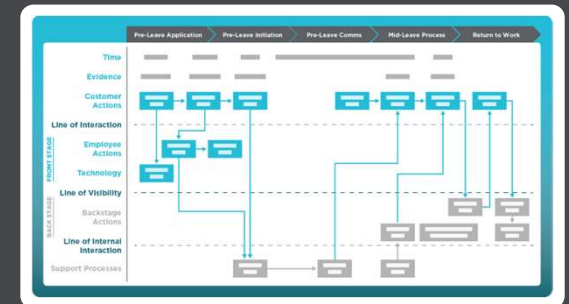 Pre-Leave Application
Pre-Leave Initiation
Pre-Leave Comms
Mid-Leave Process
Return to Work
Time
Evidence
Customer
Actions
Line of Interaction
FRONT STAGE
Employee
Actions
Technology
Line of Visibility
BACK STAGE
Backstage
Actions
Line of Internal
Interaction
Support Processes